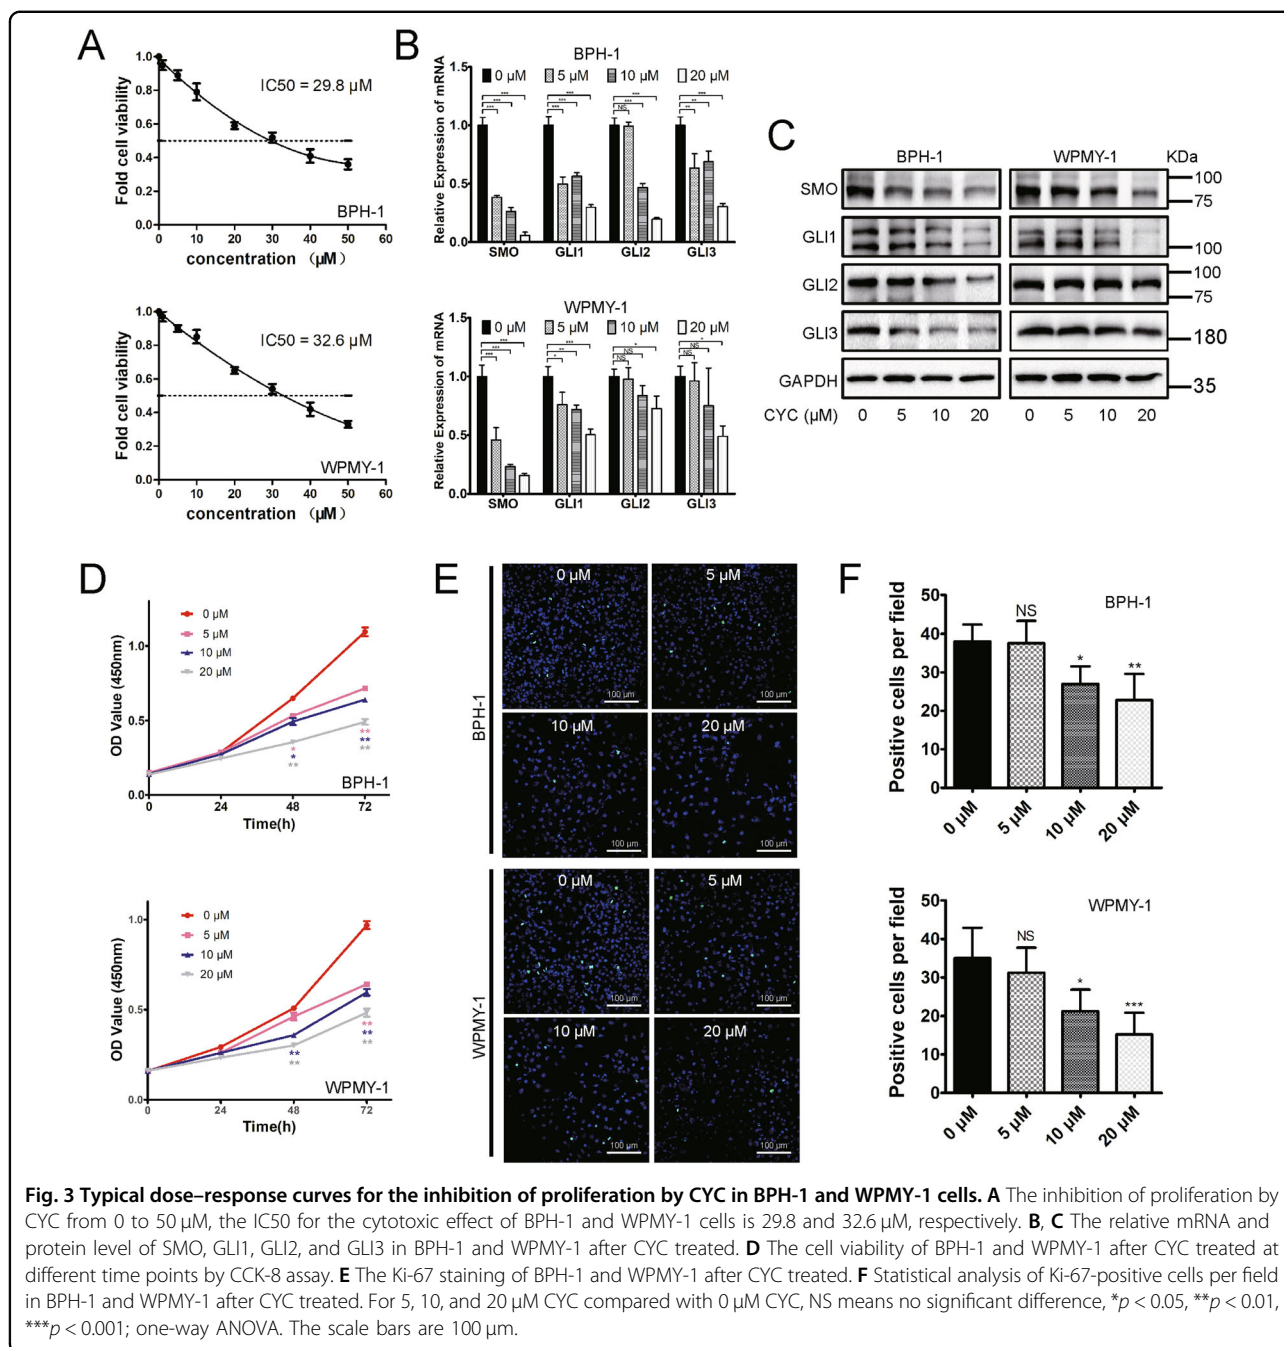 A
1.0
0.8
0.6
0.4
0.2
0.0
Fold cell viability
IC50 = 29.8 µM
BPH-1
0 10 20 30 40 50 60
concentration （µM）
1.0
0.8
0.6
0.4
0.2
0.0
Fold cell viability
IC50 = 32.6 µM
WPMY-1
0 10 20 30 40 50 60
concentration （µM）
B
BPH-1
0 µM 5 µM 10 µM 20 µM
1.5
1.0
0.5
0.0
Relative Expression of mRNA
*** *** *** ***
*** *** *** **
*** *** NS **
SMO GLI1 GLI2 GLI3
WPMY-1
0 µM 5 µM 10 µM 20 µM
1.5
1.0
0.5
0.0
Relative Expression of mRNA
*** *** * *
*** ** NS NS
*** * NS NS
SMO GLI1 GLI2 GLI3
C
BPH-1 WPMY-1 KDa
SMO 100
75
GLI1 100
GLI2 100
75
GLI3 180
GAPDH 35
CYC (µM) 0 5 10 20 0 5 10 20
D
0 µM
5 µM
10 µM
20 µM
1.0
0.5
0.0
OD Value (450nm)
* **
* **
** **
BPH-1
0 24 48 72
Time(h)
0 µM
5 µM
10 µM
20 µM
1.0
0.5
0.0
OD Value (450nm)
**
** **
** **
WPMY-1
0 24 48 72
Time(h)
E
BPH-1
0 µM 5 µM
100 µm 100 µm
10 µM 20 µM
100 µm 100 µm
WPMY-1
0 µM 5 µM
100 µm 100 µm
10 µM 20 µM
100 µm 100 µm
F
50
40
30
20
10
0
Positive cells per field
BPH-1
NS * **
0 µM 5 µM 10 µM 20 µM
50
40
30
20
10
0
Positive cells per field
WPMY-1
NS * ***
0 µM 5 µM 10 µM 20 µM
Fig. 3 Typical dose–response curves for the inhibition of proliferation by CYC in BPH-1 and WPMY-1 cells. A The inhibition of proliferation by
CYC from 0 to 50 µM, the IC50 for the cytotoxic effect of BPH-1 and WPMY-1 cells is 29.8 and 32.6 µM, respectively. B, C The relative mRNA and
protein level of SMO, GLI1, GLI2, and GLI3 in BPH-1 and WPMY-1 after CYC treated. D The cell viability of BPH-1 and WPMY-1 after CYC treated at
different time points by CCK-8 assay. E The Ki-67 staining of BPH-1 and WPMY-1 after CYC treated. F Statistical analysis of Ki-67-positive cells per field
in BPH-1 and WPMY-1 after CYC treated. For 5, 10, and 20 µM CYC compared with 0 µM CYC, NS means no significant difference, *p < 0.05, **p < 0.01,
***p < 0.001; one-way ANOVA. The scale bars are 100 µm.